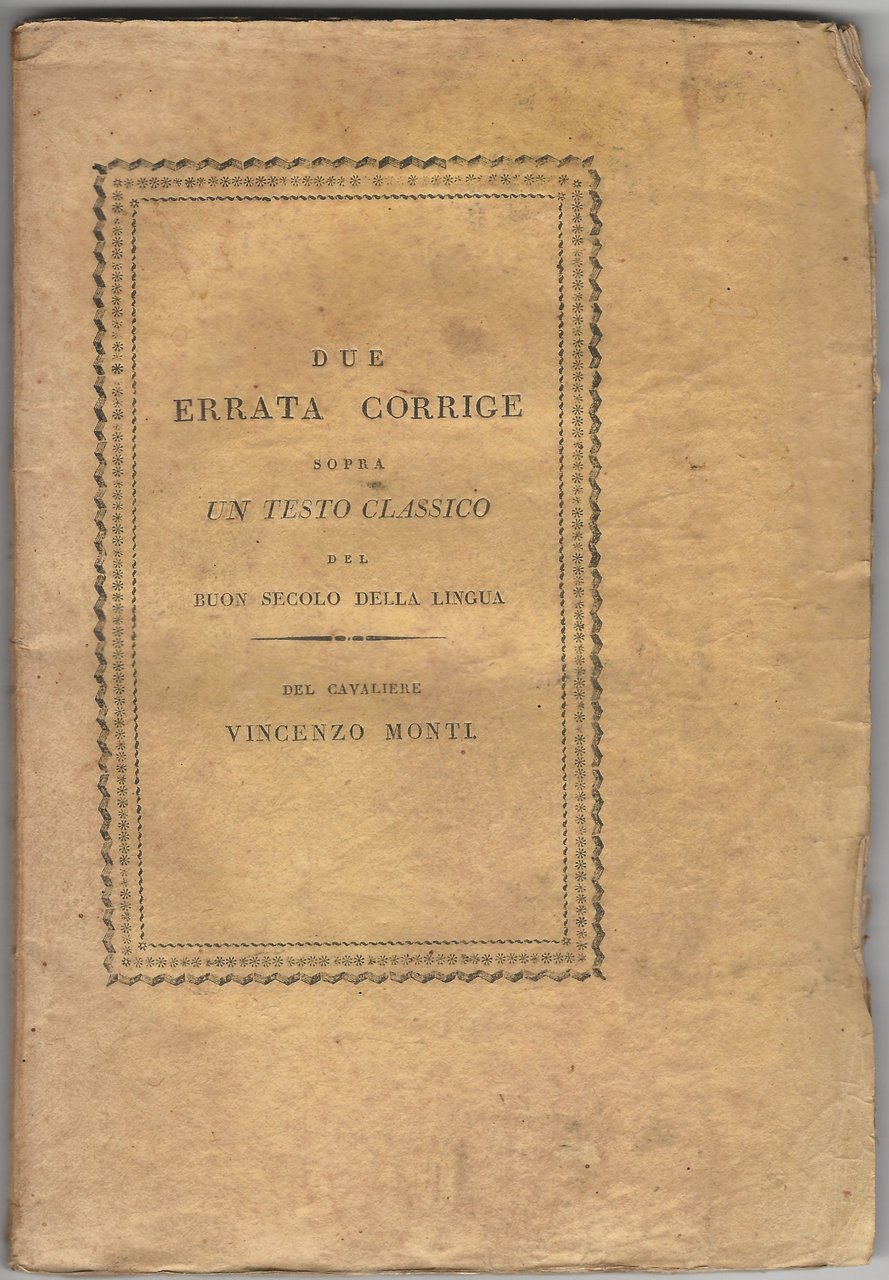 DUE
ERRATA CORRIGE
SOPRA
UN TESTO CLASSICO
DEL
BUON SECOLO DELLA LINGUA
DEL CAVALIERE
VINCENZO MONTI.